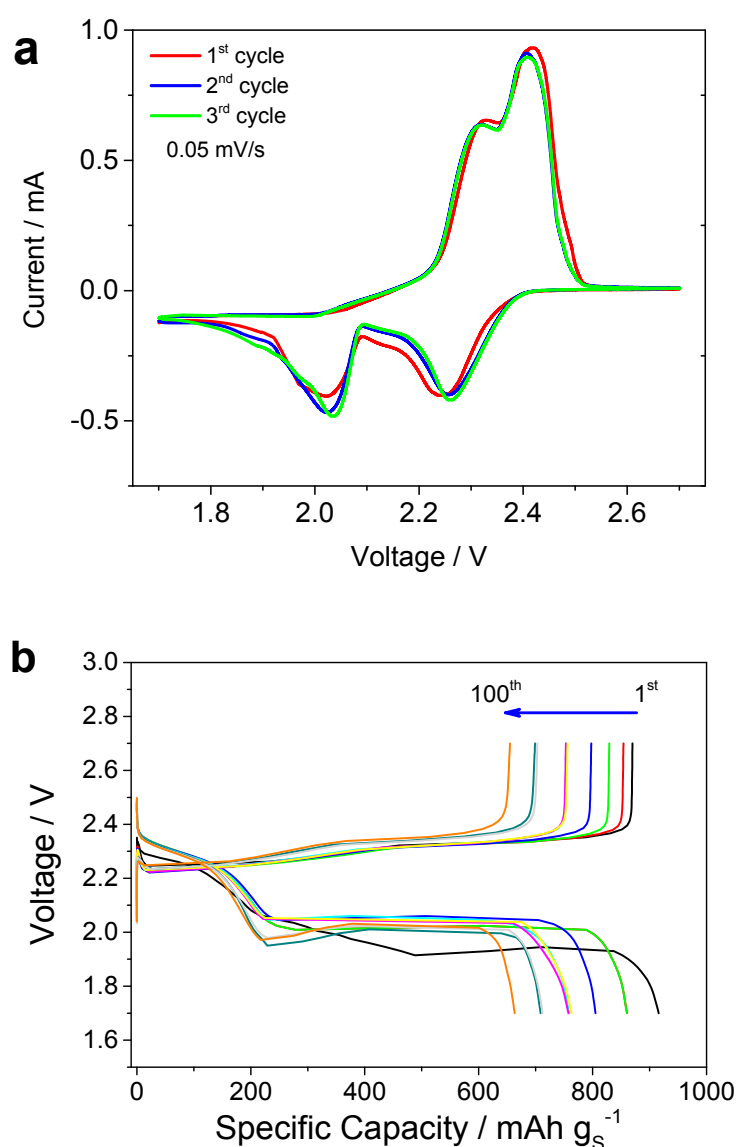 a
1.0
1st cycle
2nd cycle
3rd cycle
0.05 mV/s
0.5
0.0
-0.5
Current / mA
1.8 2.0 2.2 2.4 2.6
Voltage / V
b
3.0
100th 1st
2.8
2.6
2.4
2.2
2.0
1.8
1.6
Voltage / V
0 200 400 600 800 1000
Specific Capacity / mAh gS-1